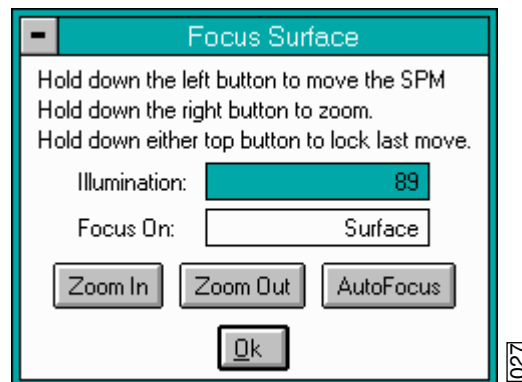 Focus Surface
Hold down the left button to move the SPM
Hold down the right button to zoom.
Hold down either top button to lock last move.
Illumination: 89
Focus On: Surface
Zoom In Zoom Out AutoFocus
Ok
027